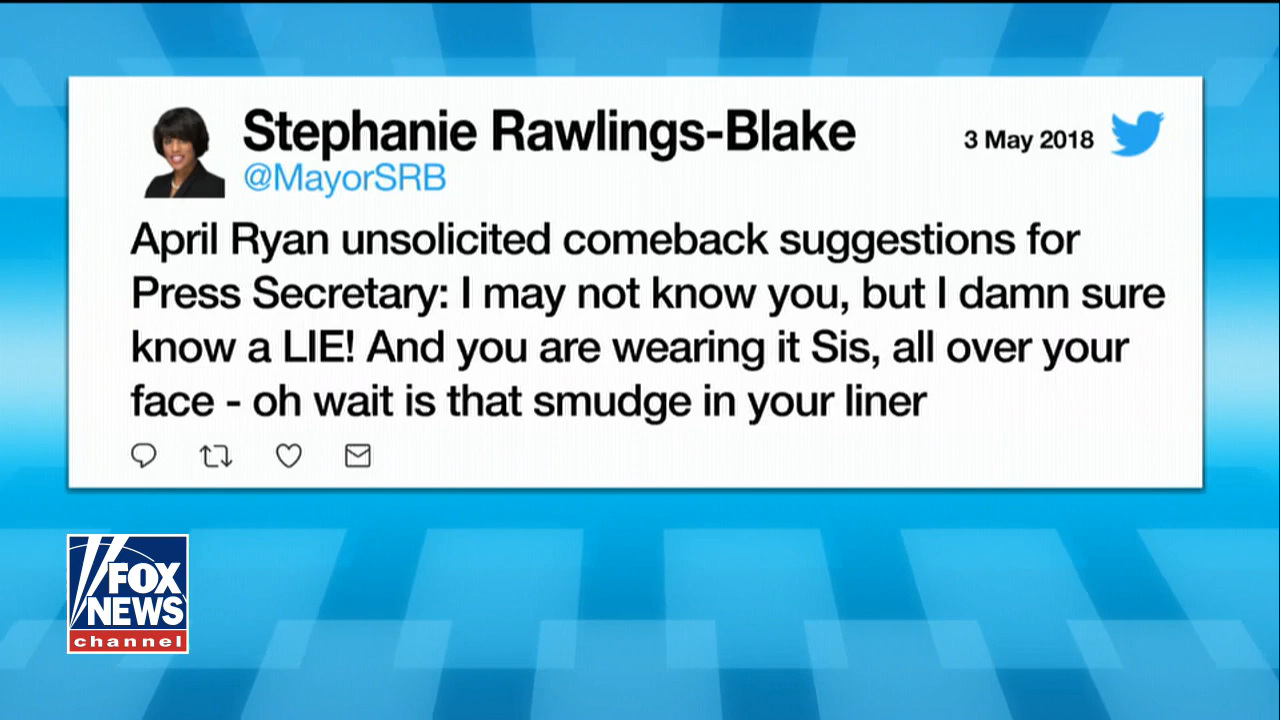 Stephanie Rawlings-Blake
3 May 2018
@MayorSRB
April Ryan unsolicited comeback suggestions for
Press Secretary: I may not know you, but I damn sure
know a LIE! And you are wearing it Sis, all over your
face - oh wait is that smudge in your liner
FOX
NEWS
channel